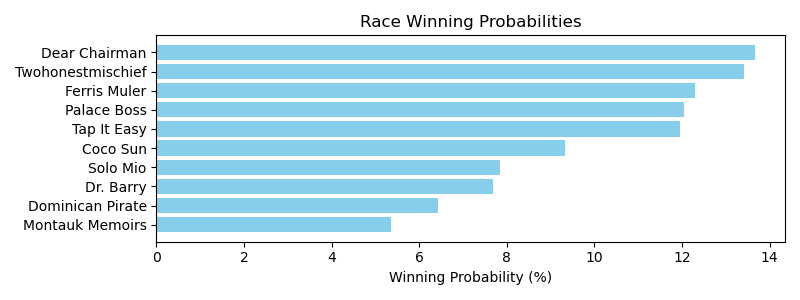 Race Winning Probabilities
Dear Chairman
Twohonestmischief
Ferris Muler
Palace Boss
Tap It Easy
Coco Sun
Solo Mio
Dr. Barry
Dominican Pirate
Montauk Memoirs
0 2 4 6 8 10 12 14
Winning Probability (%)